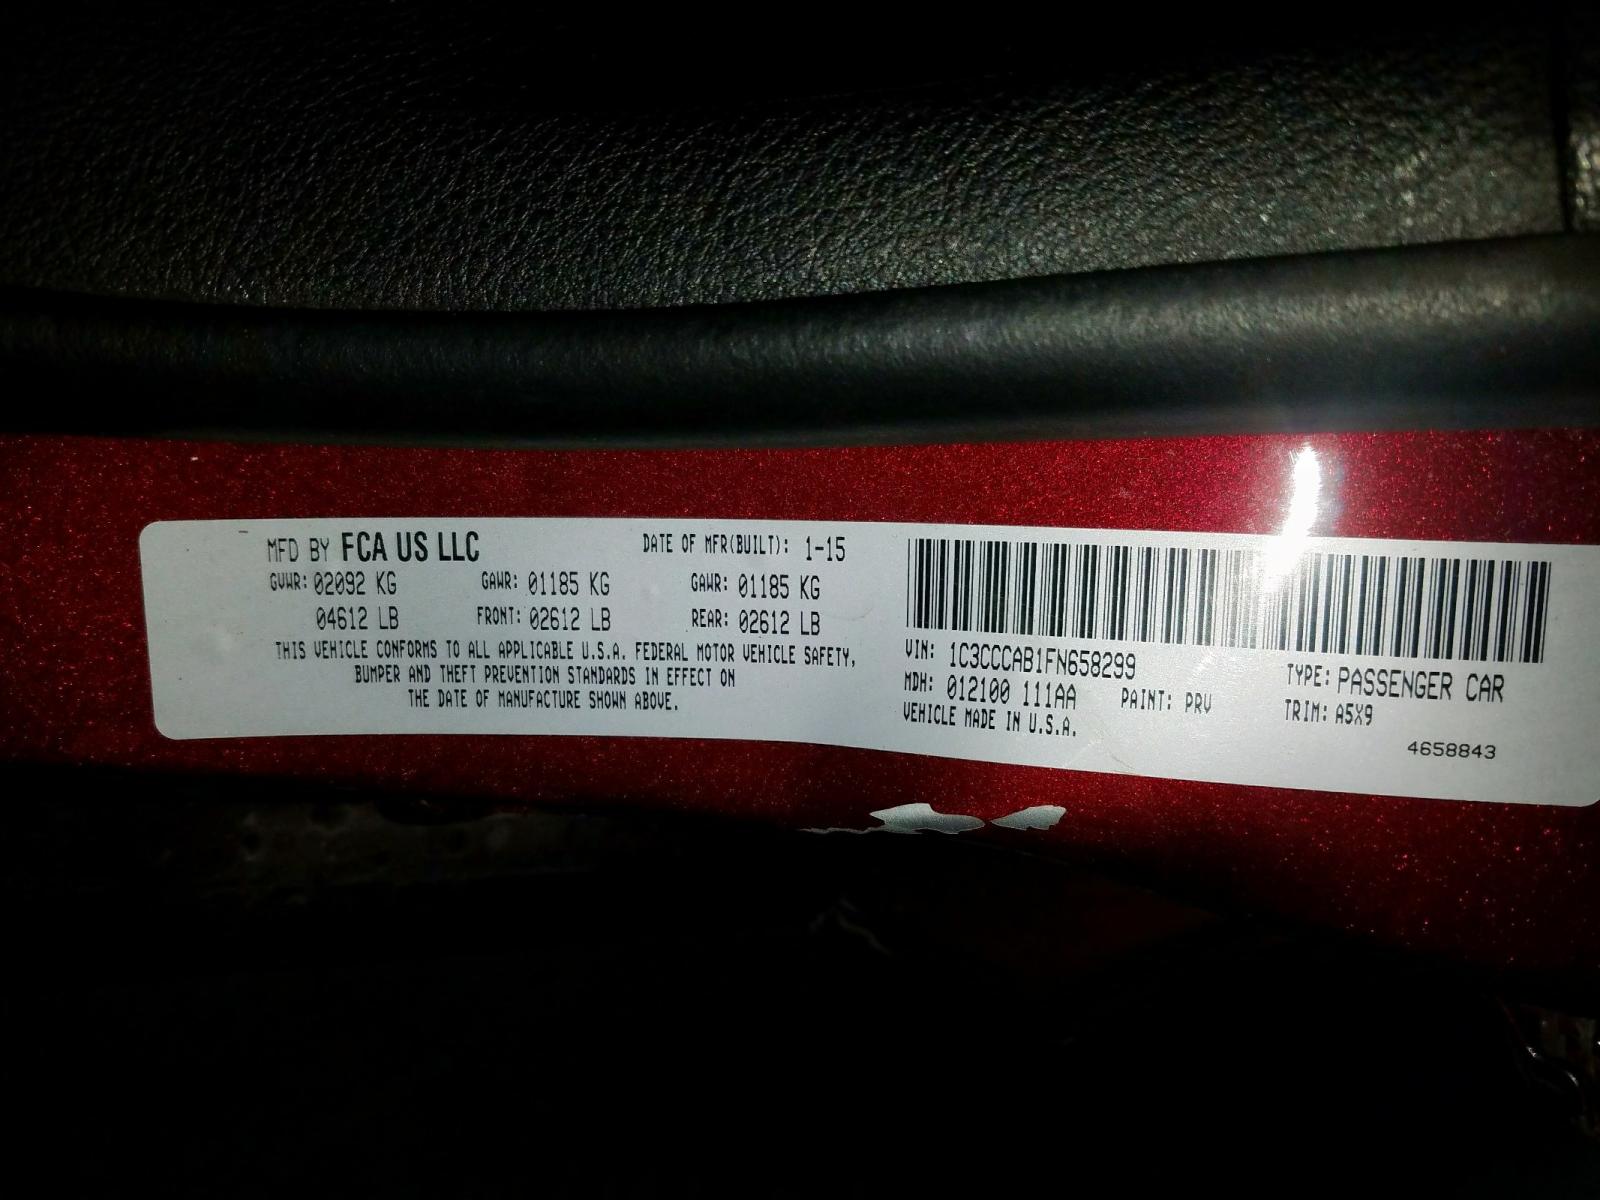 MFD BY FCA US LLC DATE OF MFR(BUILT): 1-15
GVWR: 02092 KG GAWR: 01185 KG GAWR: 01185 KG
04612 LB FRONT: 02612 LB REAR: 02612 LB
THIS VEHICLE CONFORMS TO ALL APPLICABLE U.S.A. FEDERAL MOTOR VEHICLE SAFETY,
BUMPER AND THEFT PREVENTION STANDARDS IN EFFECT ON
THE DATE OF MANUFACTURE SHOWN ABOVE.
VIN: 1C3CCCAB1FN658299 TYPE: PASSENGER CAR
MDH: 012100 111AA PAINT: PRV TRIM: A5X9
VEHICLE MADE IN U.S.A.
4658843